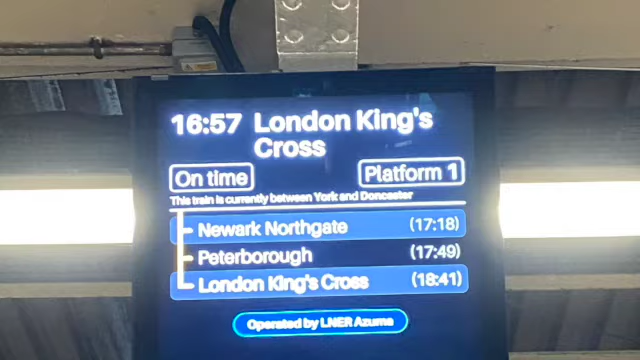 16:57 London King's
Cross
On time Platform 1
This train is currently between York and Doncaster
Newark Northgate (17:18)
Peterborough (17:49)
London King's Cross (18:41)
Operated by LNER Azuma